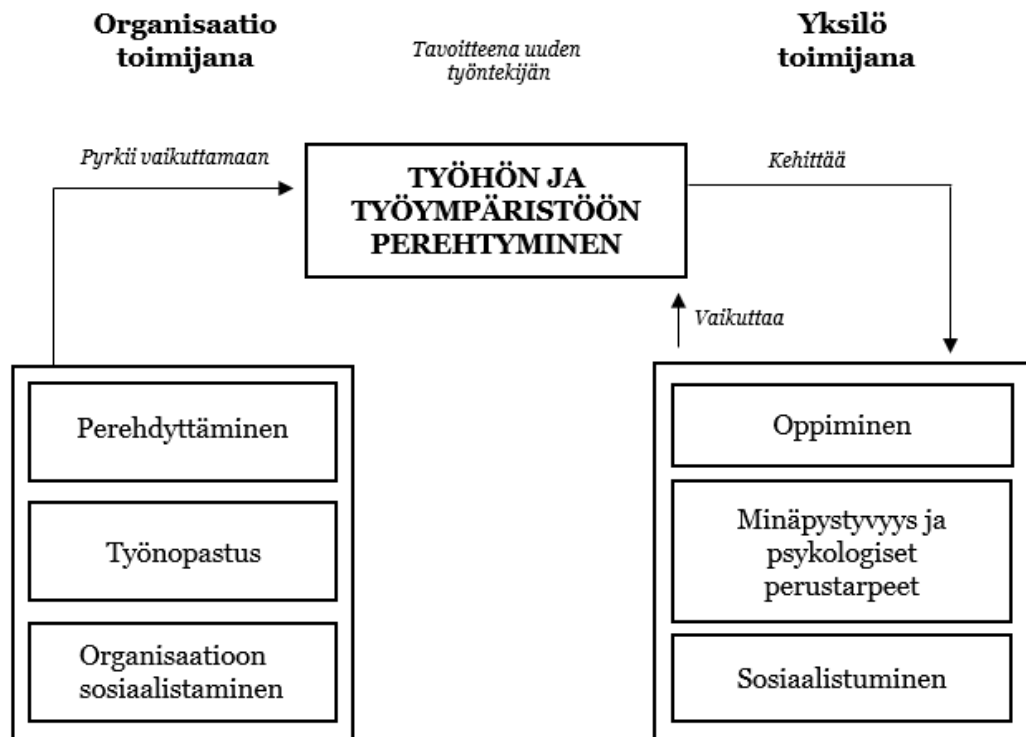 Organisaatio
toimijana
Tavoitteena uuden
työntekijän
Yksilö
toimijana
Pyrkii vaikuttamaan
TYÖHÖN JA
TYÖYMPÄRISTÖÖN
PEREHTYMINEN
Kehittää
Vaikuttaa
Perehdyttäminen
Työnopastus
Organisaatioon
sosiaalistaminen
Oppiminen
Minäpystyvyys ja
psykologiset
perustarpeet
Sosiaalistuminen